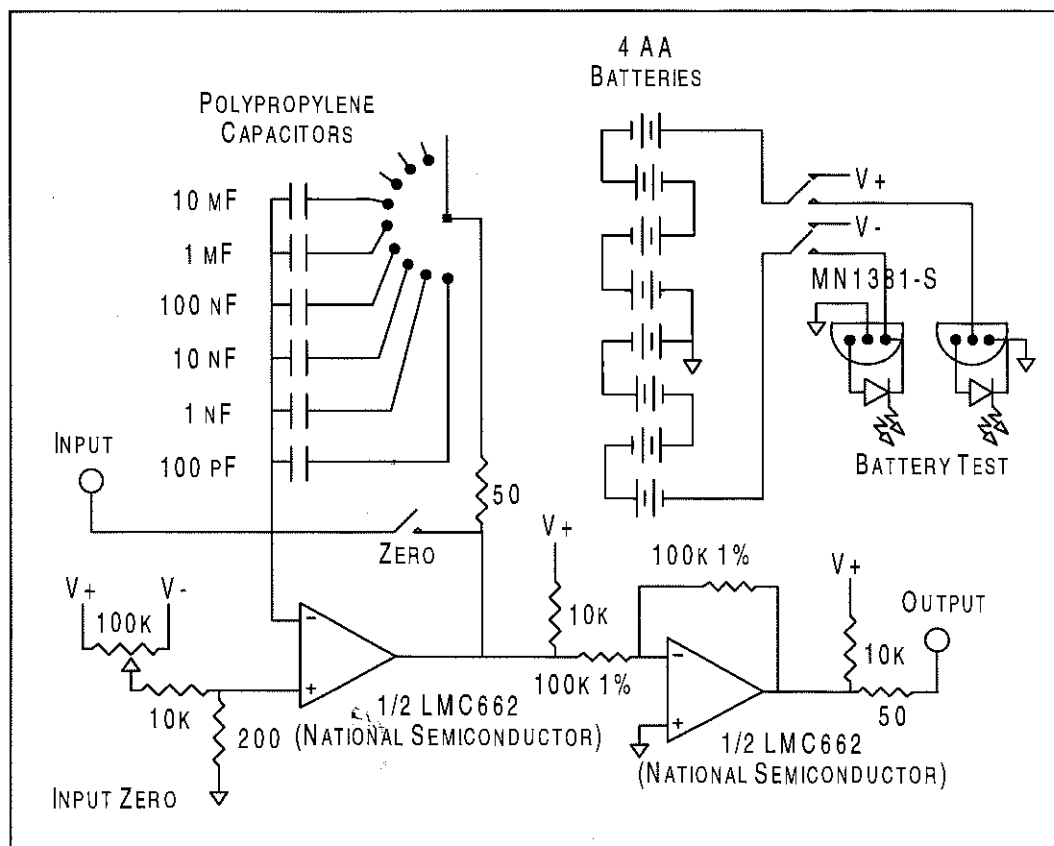 4 AA
BATTERIES
POLYPROPYLENE
CAPACITORS
10 MF
1 MF
100 NF
10 NF
1 NF
100 PF
V+
V-
MN1381-S
BATTERY TEST
INPUT
50
ZERO
V+
V-
100K
10K
200
INPUT ZERO
1/2 LMC662
(NATIONAL SEMICONDUCTOR)
V+
10K
100K 1%
100K 1%
V+
10K
OUTPUT
50
1/2 LMC662
(NATIONAL SEMICONDUCTOR)